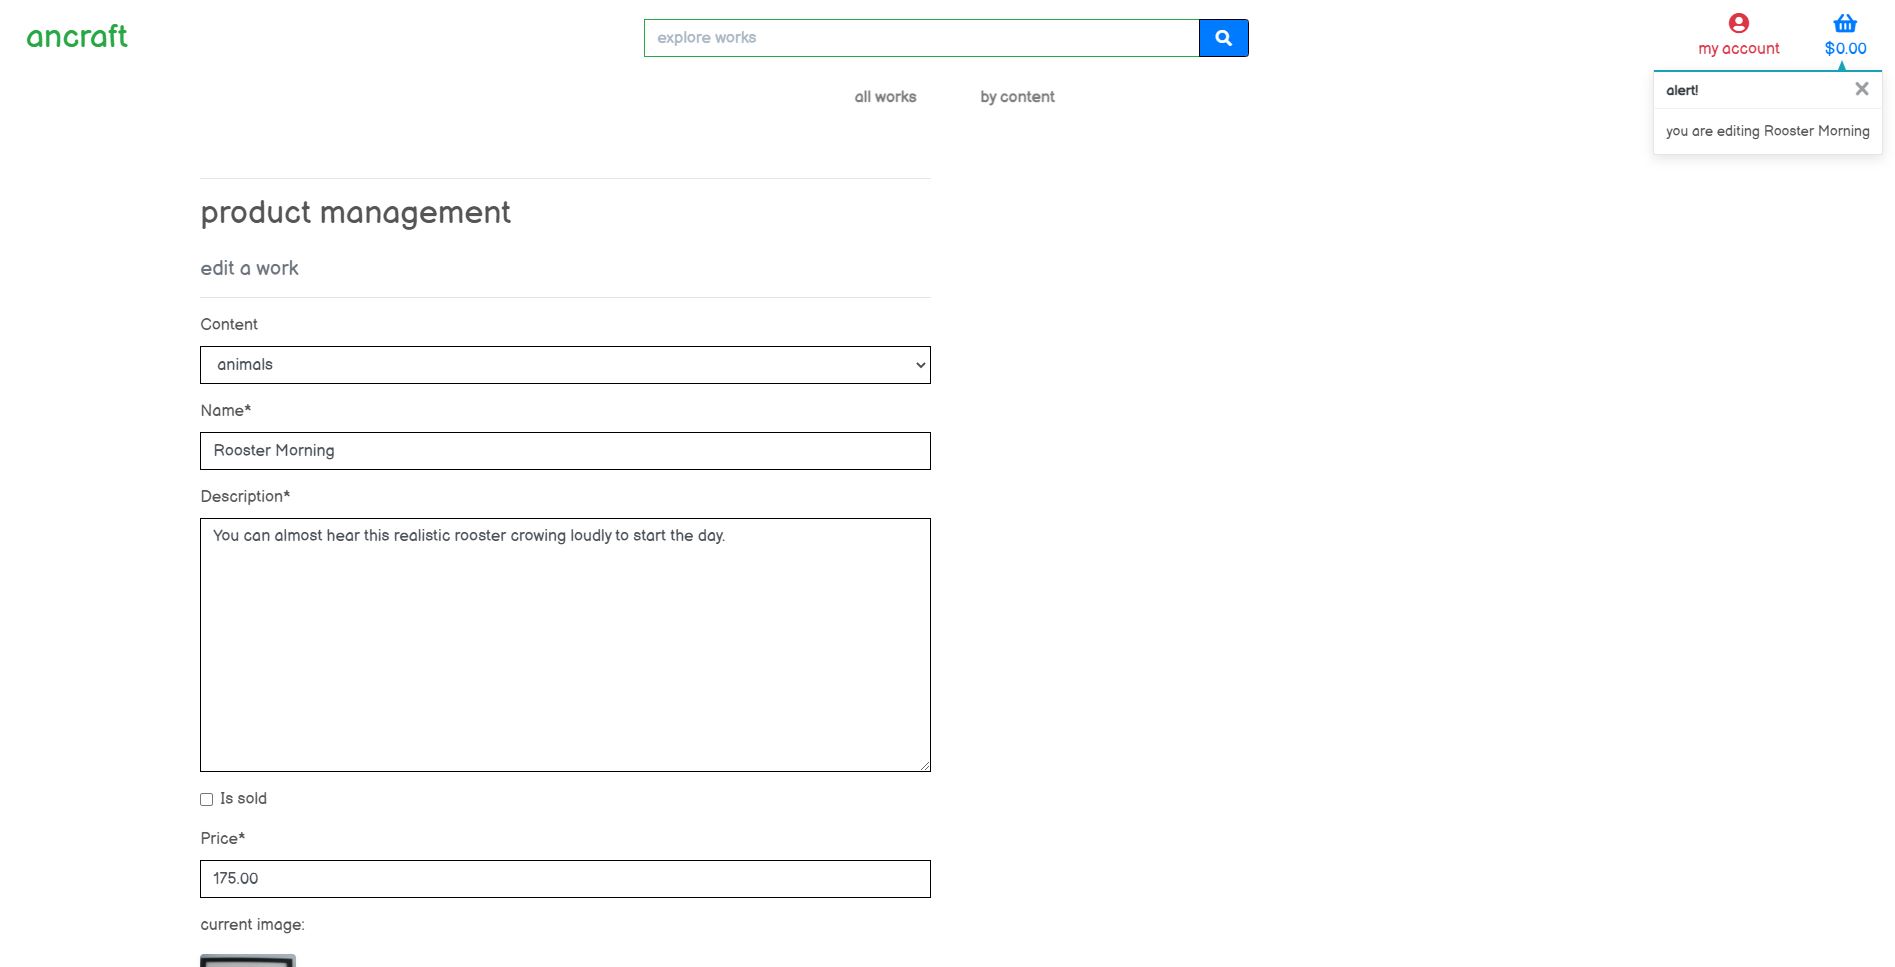 ancraft
explore works
my account
$0.00
all works
by content
alert!
you are editing Rooster Morning
product management
edit a work
Content
animals
Name*
Rooster Morning
Description*
You can almost hear this realistic rooster crowing loudly to start the day.
Is sold
Price*
175.00
current image: